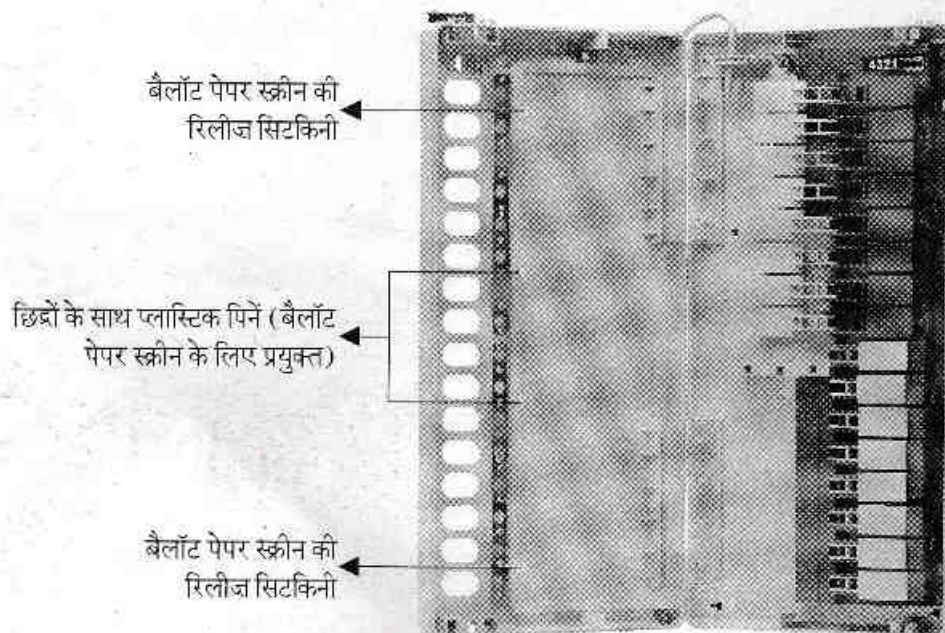 बैलॉट पेपर स्क्रीन की
रिलीज सिटकिनी
4321
छिद्रों के साथ प्लास्टिक पिनें (बैलॉट
पेपर स्क्रीन के लिए प्रयुक्त)
बैलॉट पेपर स्क्रीन की
रिलीज सिटकिनी